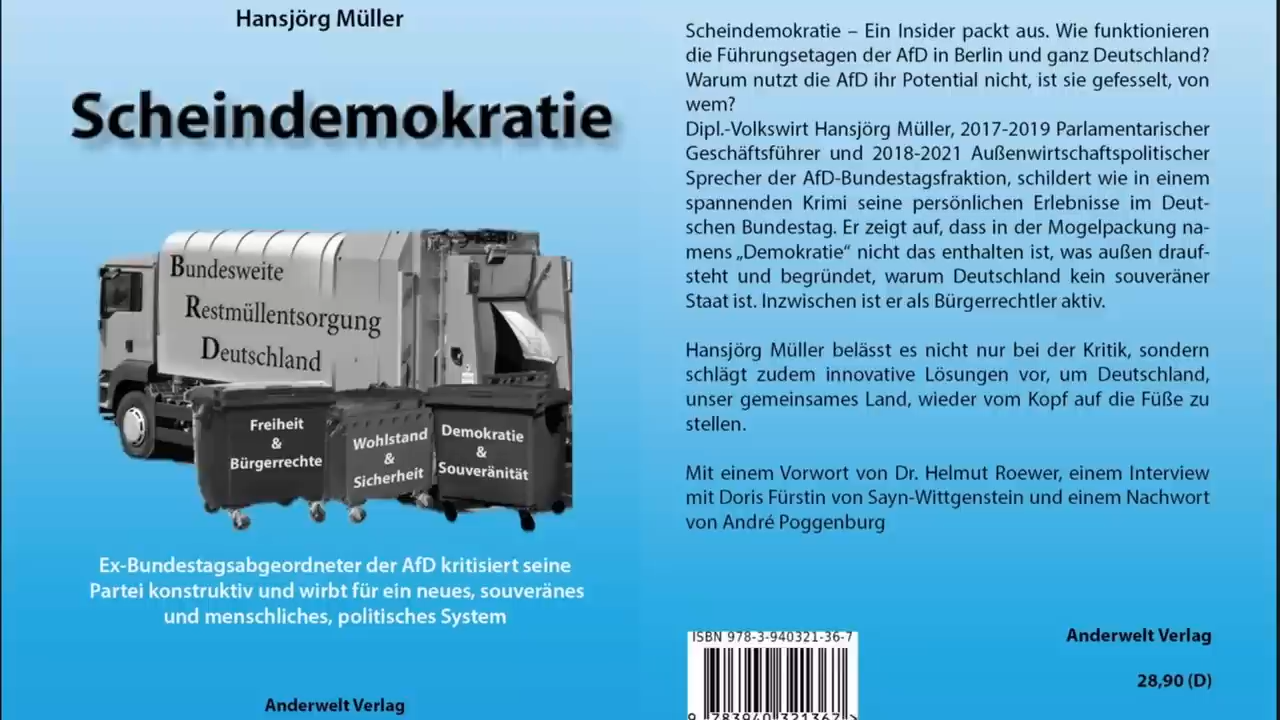 Hansjörg Müller
Scheindemokratie
Bundesweite
Restmüllentsorgung
Deutschland
Freiheit
&
Bürgerrechte
Wohlstand
&
Sicherheit
Demokratie
&
Souveränität
Ex-Bundestagsabgeordneter der AfD kritisiert seine
Partei konstruktiv und wirbt für ein neues, souveränes
und menschliches, politisches System
Anderwelt Verlag
Scheindemokratie – Ein Insider packt aus. Wie funktionieren
die Führungsetagen der AfD in Berlin und ganz Deutschland?
Warum nutzt die AfD ihr Potential nicht, ist sie gefesselt, von
wem?
Dipl.-Volkswirt Hansjörg Müller, 2017-2019 Parlamentarischer
Geschäftsführer und 2018-2021 Außenwirtschaftspolitischer
Sprecher der AfD-Bundestagsfraktion, schildert wie in einem
spannenden Krimi seine persönlichen Erlebnisse im Deut-
schen Bundestag. Er zeigt auf, dass in der Mogelpackung na-
mens „Demokratie“ nicht das enthalten ist, was außen drauf-
steht und begründet, warum Deutschland kein souveräner
Staat ist. Inzwischen ist er als Bürgerrechtler aktiv.
Hansjörg Müller belässt es nicht nur bei der Kritik, sondern
schlägt zudem innovative Lösungen vor, um Deutschland,
unser gemeinsames Land, wieder vom Kopf auf die Füße zu
stellen.
Mit einem Vorwort von Dr. Helmut Roewer, einem Interview
mit Doris Fürstin von Sayn-Wittgenstein und einem Nachwort
von André Poggenburg
ISBN 978-3-940321-36-7
9 783940 321367 >
Anderwelt Verlag
28,90 (D)